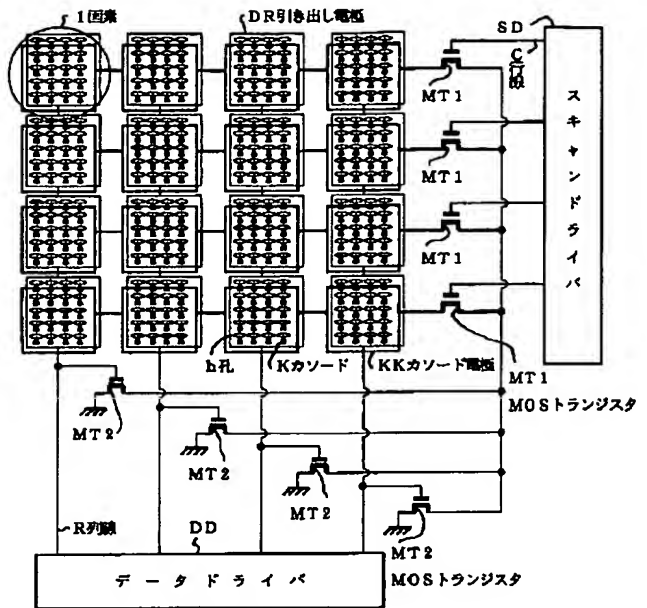 1画素
DR引き出し電極
SD
C行線
MT1
スキャンドライバ
MT1
MT1
h孔
Kカソード
KKカソード電極
MT1
MOSトランジスタ
MT2
MT2
MT2
MT2
R列線
DD
データドライバ
MOSトランジスタ